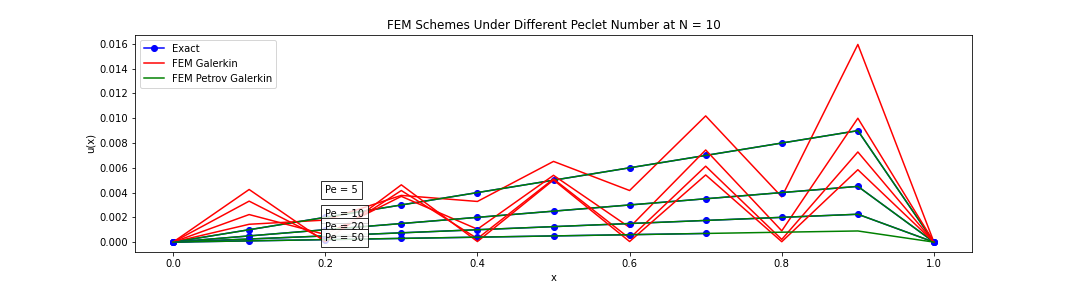 FEM Schemes Under Different Peclet Number at N = 10
0.016
0.014
0.012
0.010
0.008
0.006
0.004
0.002
0.000
u(x)
Exact
FEM Galerkin
FEM Petrov Galerkin
Pe = 5
Pe = 10
Pe = 20
Pe = 50
0.0
0.2
0.4
0.6
0.8
1.0
x